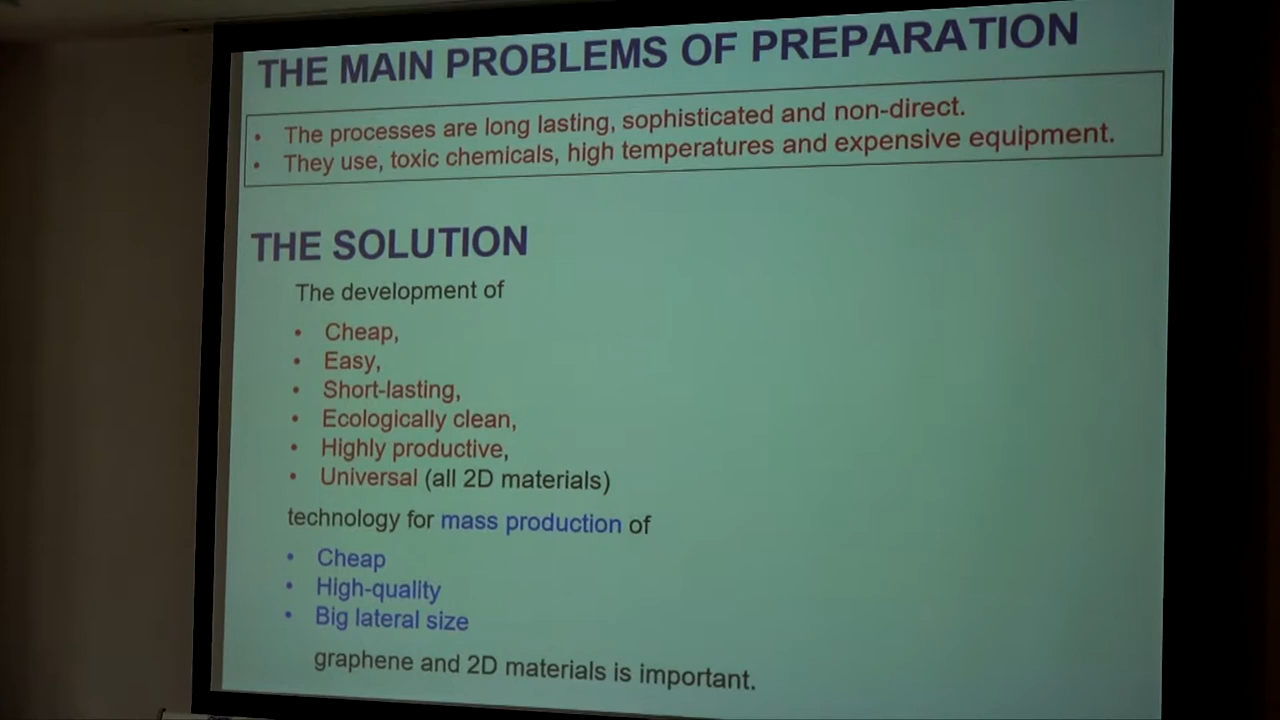 THE MAIN PROBLEMS OF PREPARATION
• The processes are long lasting, sophisticated and non-direct.
• They use, toxic chemicals, high temperatures and expensive equipment.
THE SOLUTION
The development of
• Cheap,
• Easy,
• Short-lasting,
• Ecologically clean,
• Highly productive,
• Universal (all 2D materials)
technology for mass production of
• Cheap
• High-quality
• Big lateral size
graphene and 2D materials is important.